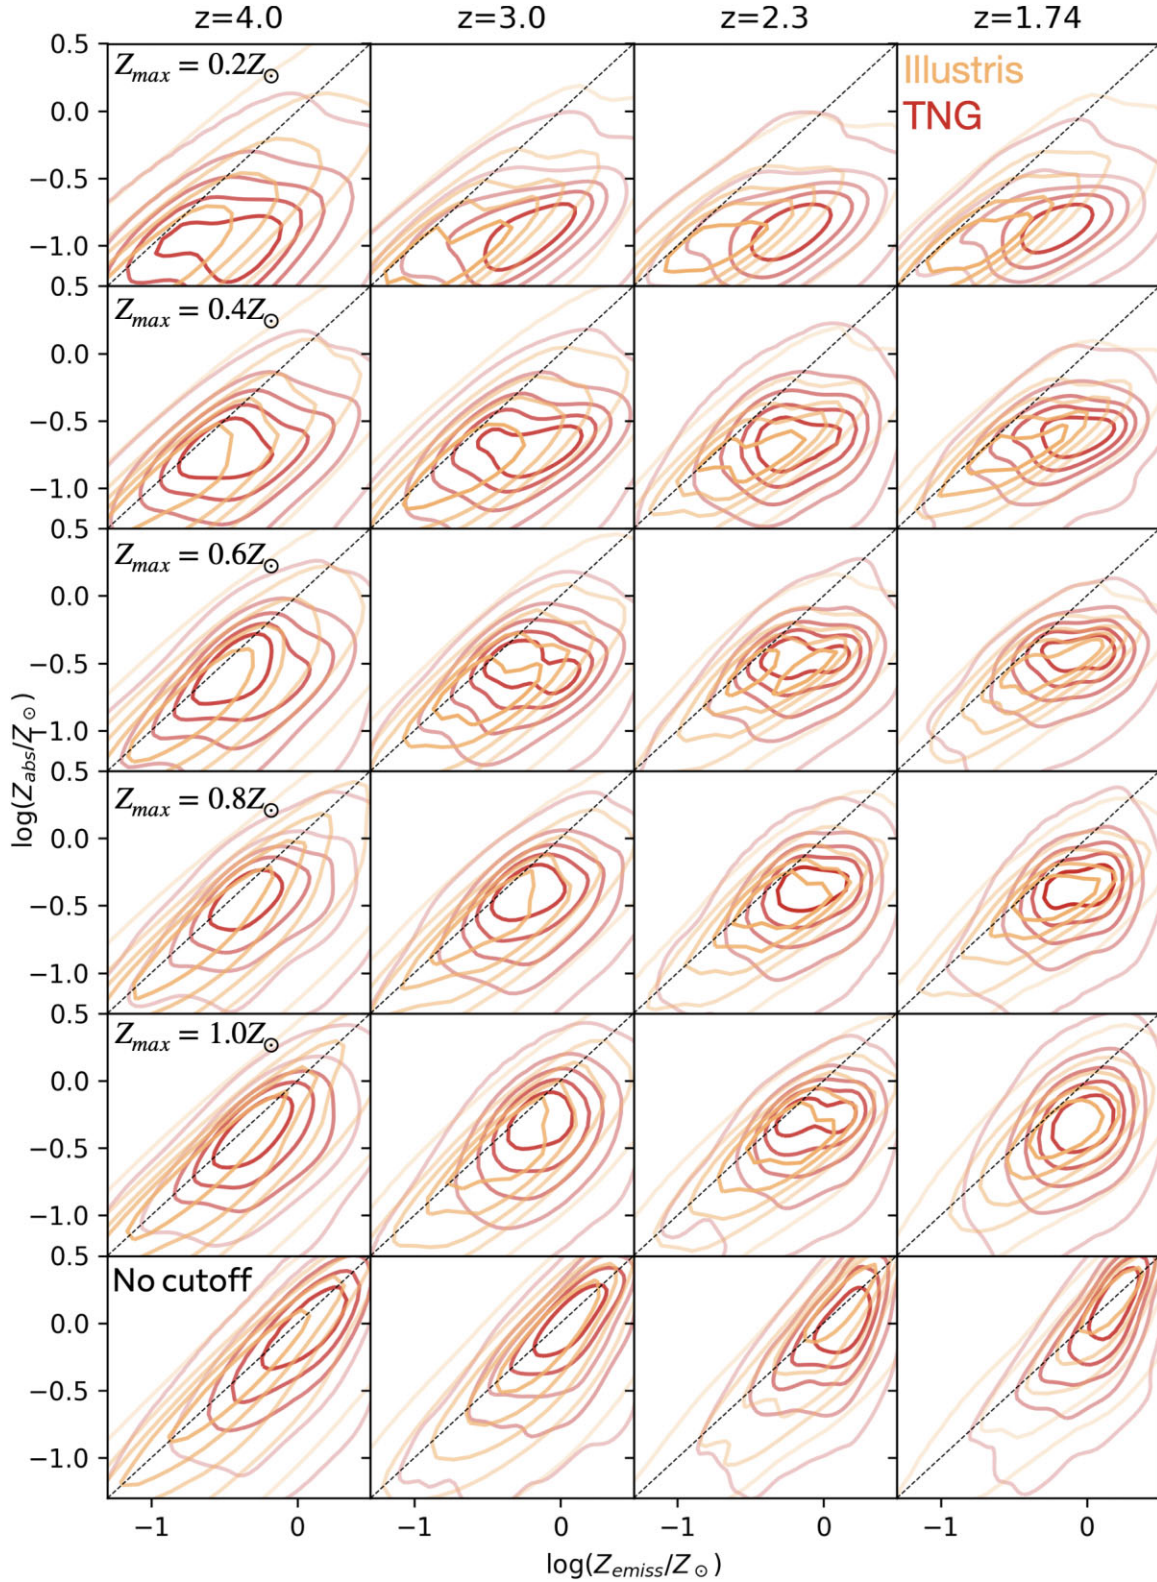 z=4.0 z=3.0 z=2.3 z=1.74
0.5 Z_max = 0.2Z_⊙ Illustris
0.0 TNG
−0.5
−1.0
0.5 Z_max = 0.4Z_⊙
0.0
−0.5
−1.0
0.5 Z_max = 0.6Z_⊙
0.0
−0.5
1.0
log(Z_abs/Z_⊙)
0.5 Z_max = 0.8Z_⊙
0.0
−0.5
−1.0
0.5 Z_max = 1.0Z_⊙
0.0
−0.5
−1.0
0.5 No cutoff
0.0
−0.5
−1.0
−1 0 −1 0 −1 0 −1 0
log(Z_emiss/Z_⊙)